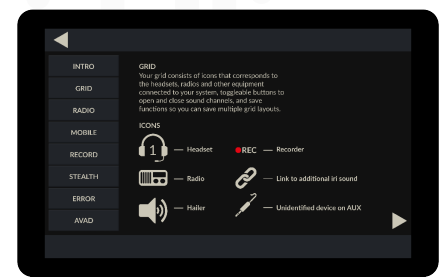 INTRO
GRID
RADIO
MOBILE
RECORD
STEALTH
ERROR
AVAD
GRID
Your grid consists of icons that corresponds to
the headsets, radios and other equipment
connected to your system, toggleable buttons to
open and close sound channels, and save
functions so you can save multiple grid layouts.
ICONS
1 — Headset
REC — Recorder
— Radio
— Link to additional iri sound
— Hailer
— Unidentified device on AUX